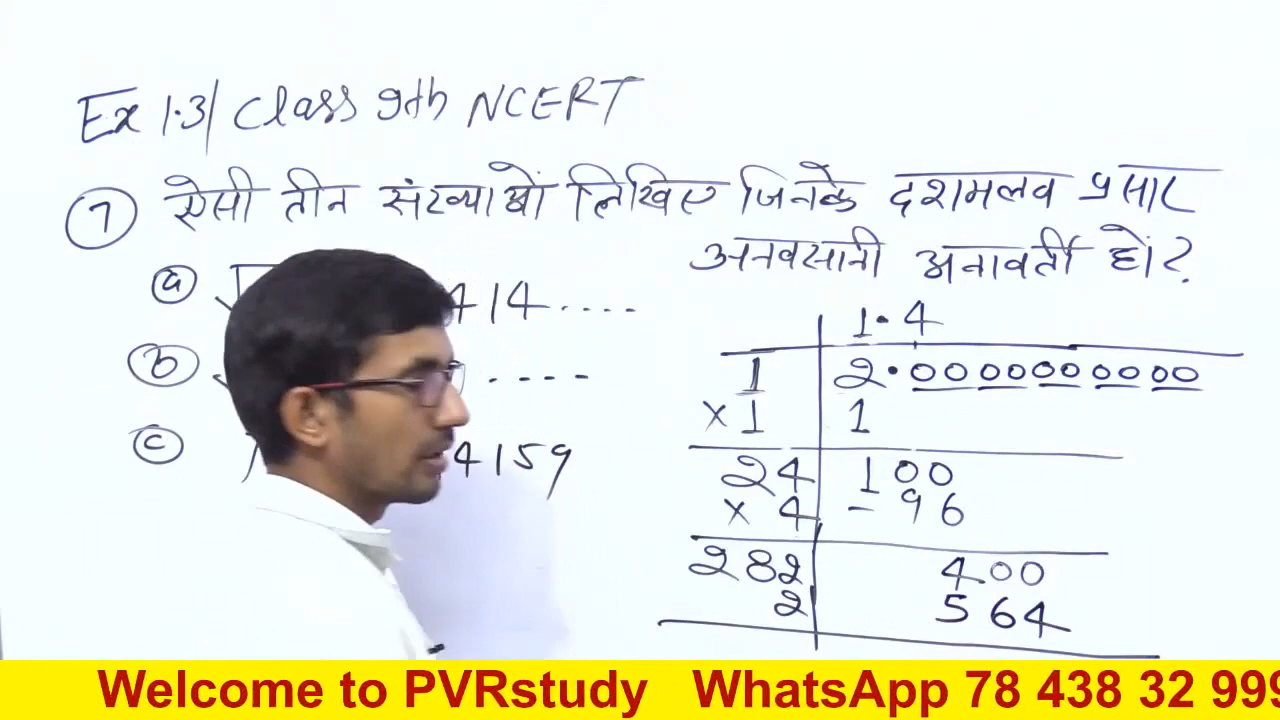 Ex 1.3| Class 9th NCERT
7 ऐसी तीन संख्याओं लिखिए जिनके दशमलव प्रसार
अनवसानी अनावर्ती हों?
a 414....
b ....
c 4159
1.4
1 2.0000000000
×1 1
24 100
× 4 - 96
282 400
2 564
Welcome to PVRstudy WhatsApp 78 438 32 999